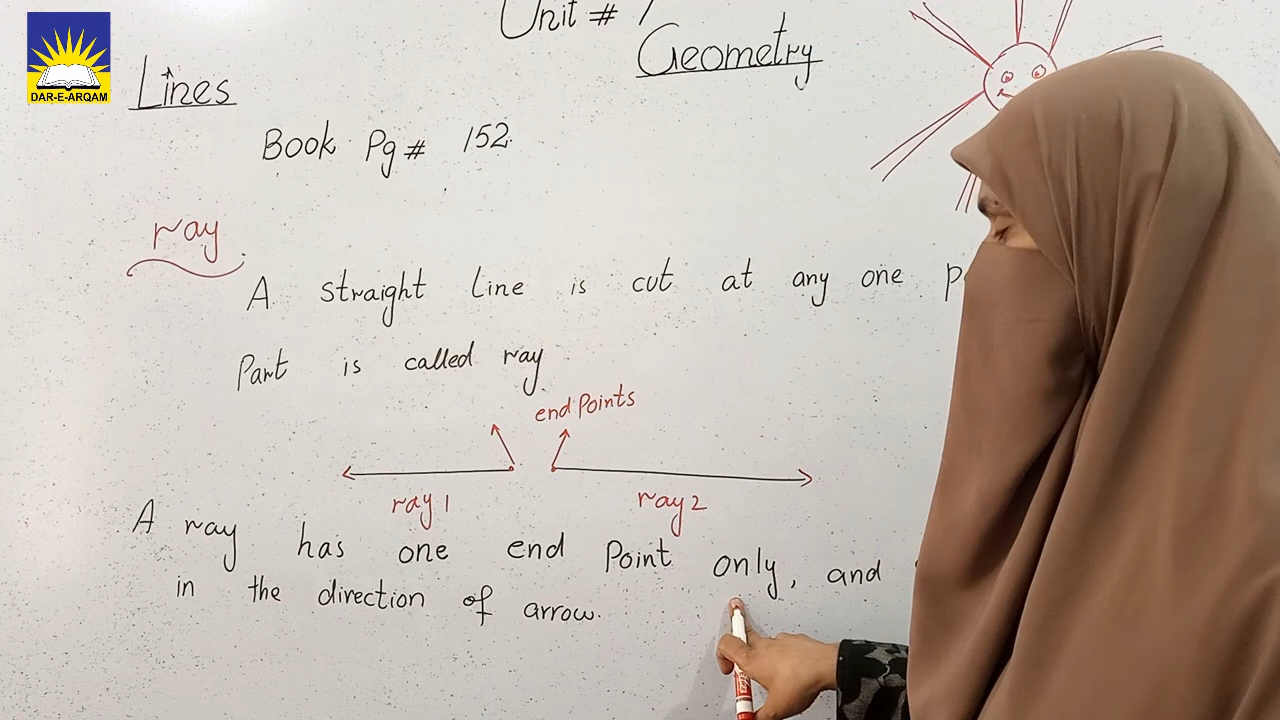 DAR-E-ARQAM
Unit #
Geometry
Lines
Book Pg# 152
ray
A straight Line is cut at any one
Part is called ray
end Points
ray 1
ray 2
A ray has one end Point only, and
in the direction of arrow.